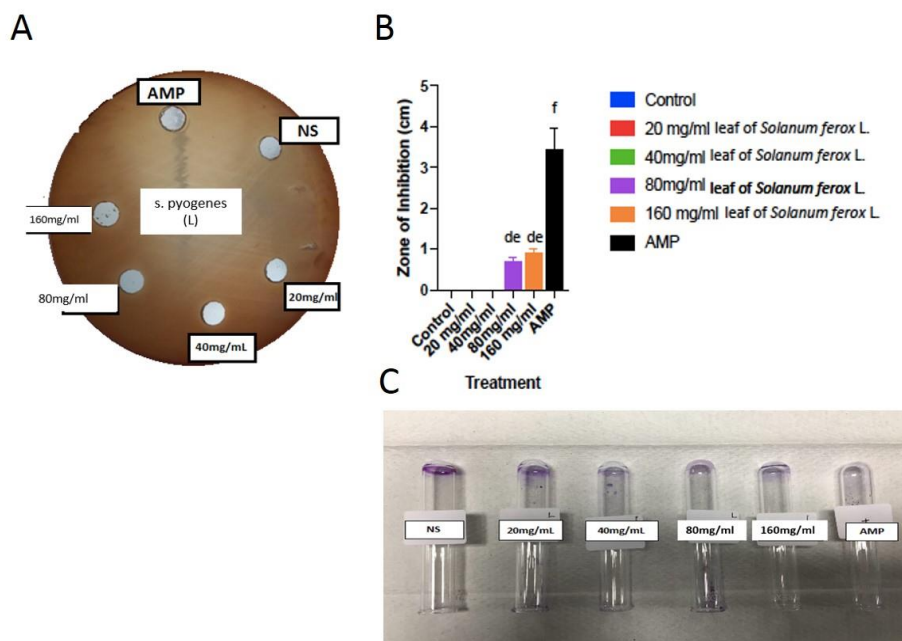 A
AMP
NS
s. pyogenes
(L)
160mg/ml
80mg/ml
20mg/ml
40mg/mL
B
Zone of Inhibition (cm)
5
4
3
2
1
0
de
de
f
Control
20 mg/ml
40mg/ml
80mg/ml
160 mg/ml
AMP
Treatment
Control
20 mg/ml leaf of Solanum ferox L.
40mg/ml leaf of Solanum ferox L.
80mg/ml leaf of Solanum ferox L.
160 mg/ml leaf of Solanum ferox L.
AMP
C
NS
20mg/mL
40mg/mL
80mg/ml
160mg/ml
AMP